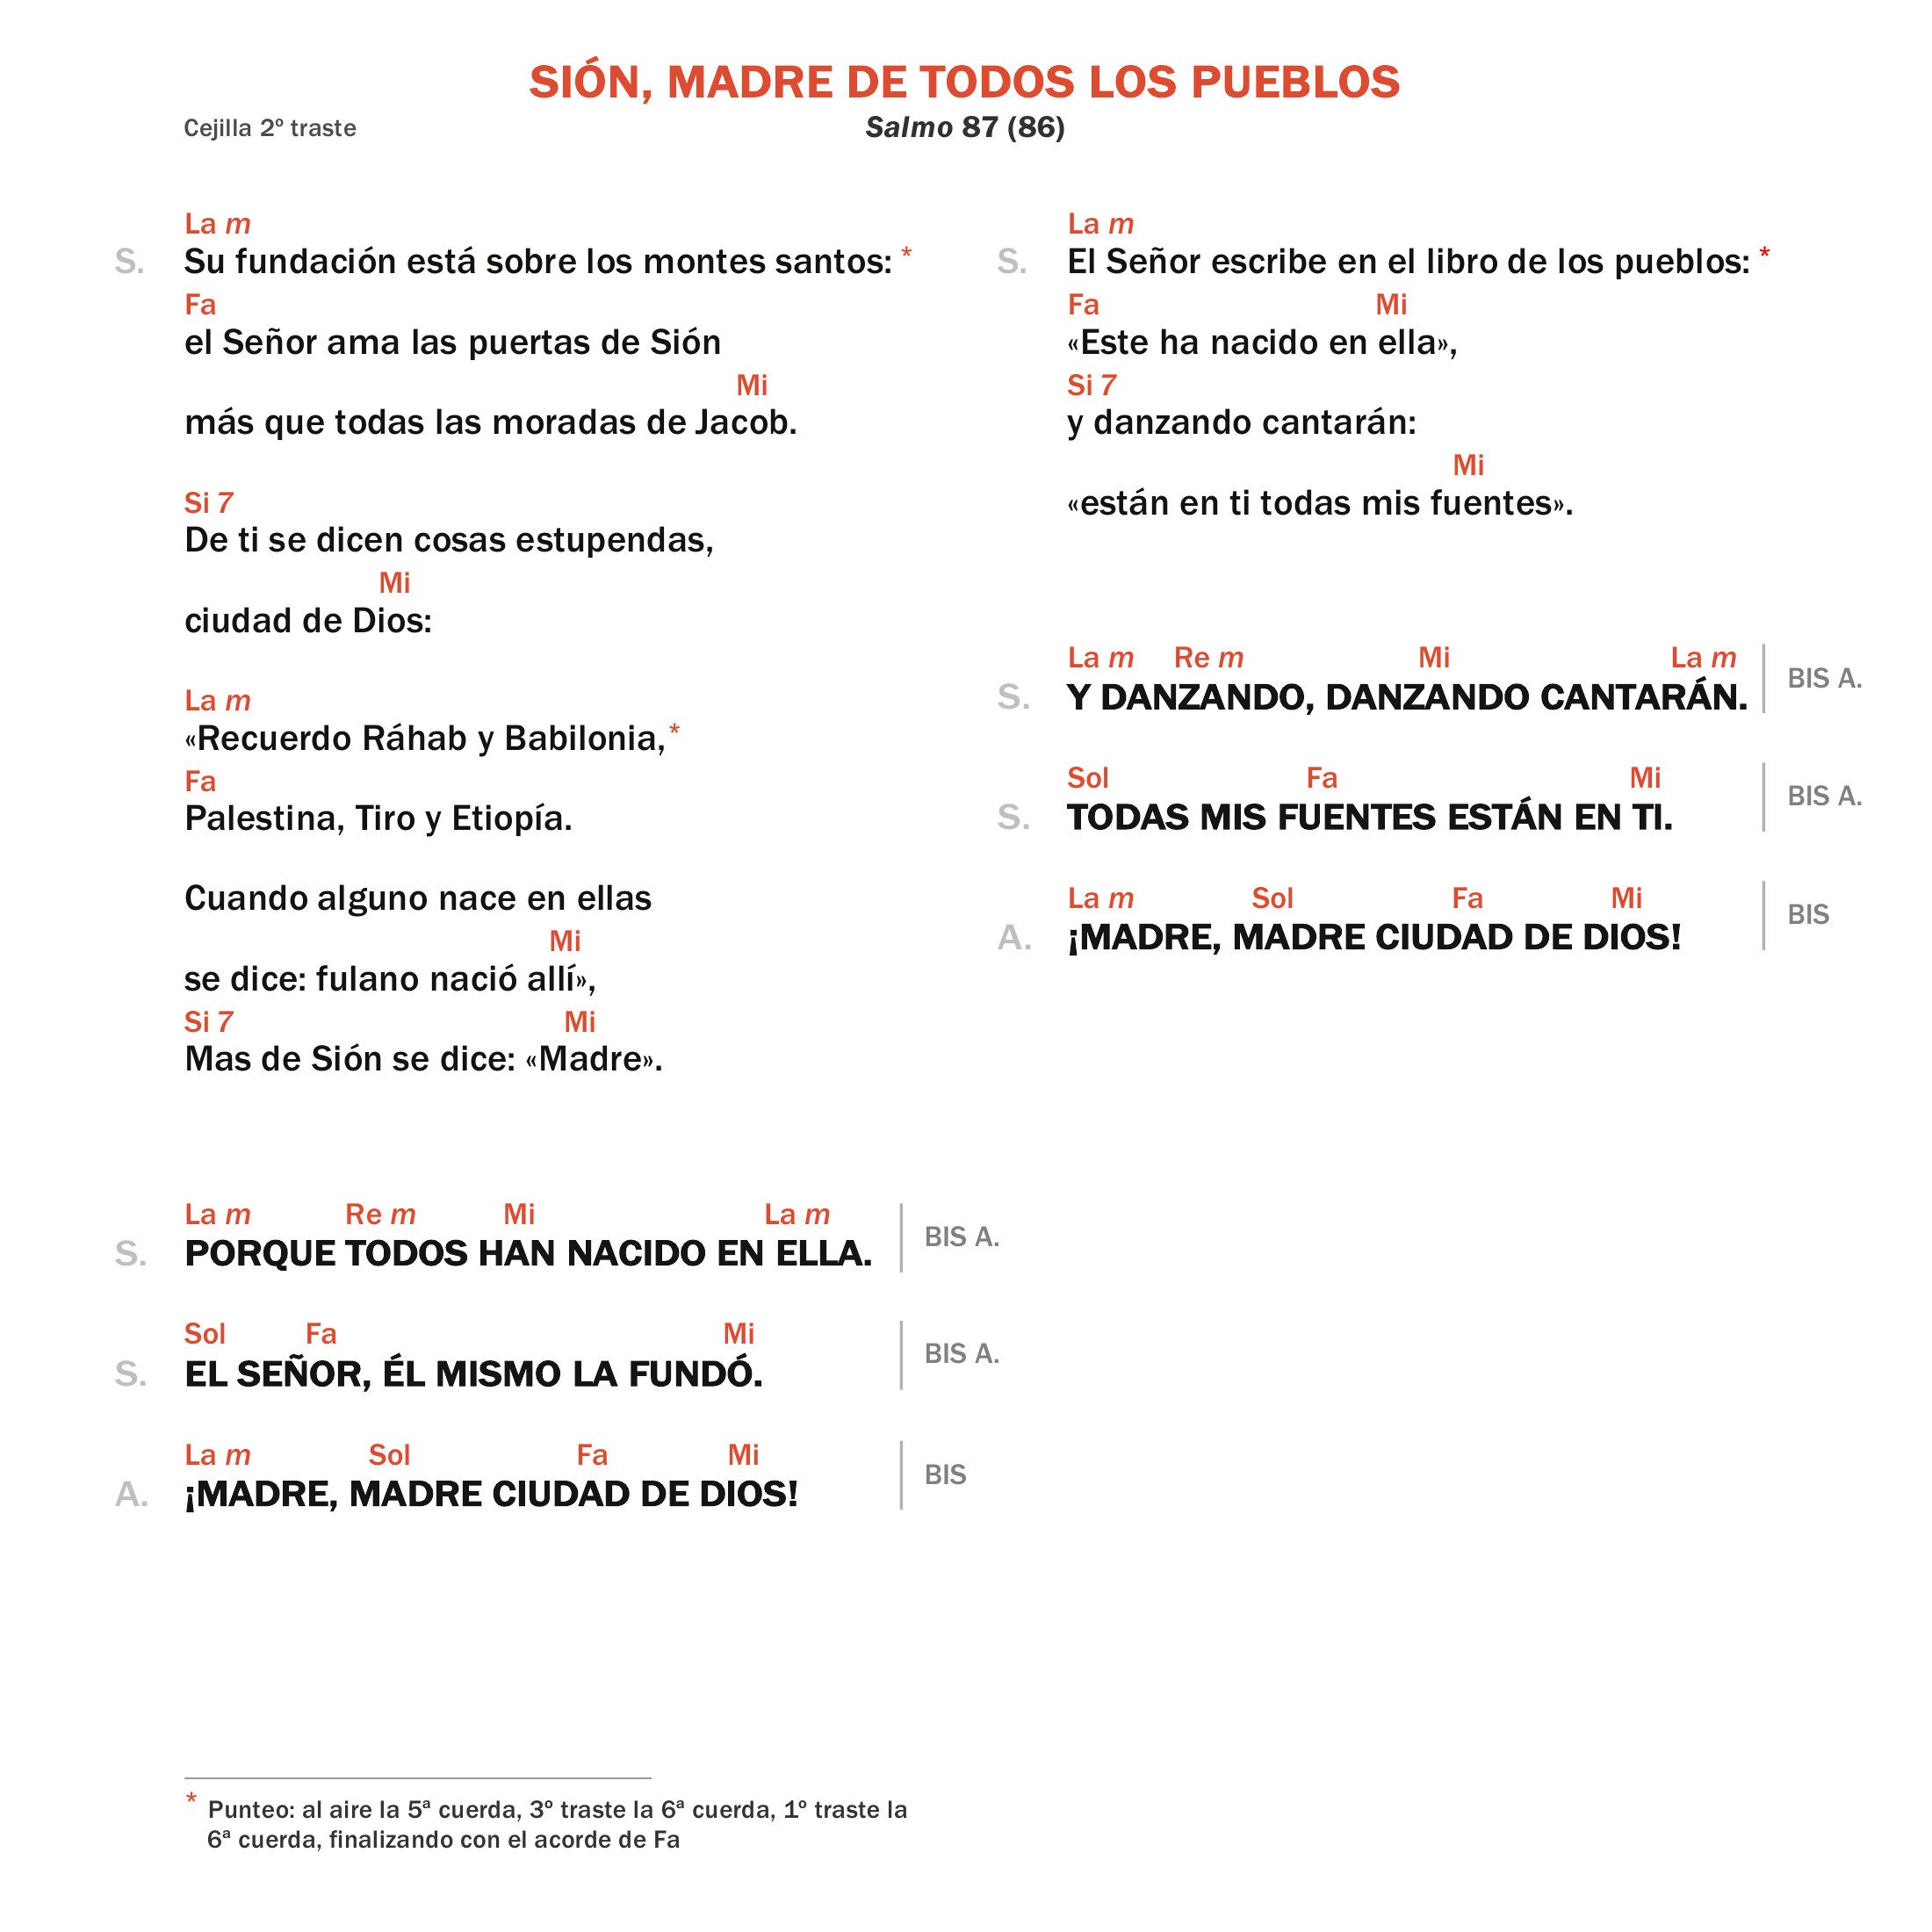 SIÓN, MADRE DE TODOS LOS PUEBLOS
Cejilla 2º traste
Salmo 87 (86)
La m
S. Su fundación está sobre los montes santos: *
Fa
el Señor ama las puertas de Sión
Mi
más que todas las moradas de Jacob.
Si 7
De ti se dicen cosas estupendas,
Mi
ciudad de Dios:
La m
«Recuerdo Ráhab y Babilonia,*
Fa
Palestina, Tiro y Etiopía.
Cuando alguno nace en ellas
Mi
se dice: fulano nació allí»,
Si 7 Mi
Mas de Sión se dice: «Madre».
La m Re m Mi La m
S. PORQUE TODOS HAN NACIDO EN ELLA. BIS A.
Sol Fa Mi
S. EL SEÑOR, ÉL MISMO LA FUNDÓ. BIS A.
La m Sol Fa Mi
A. ¡MADRE, MADRE CIUDAD DE DIOS! BIS
La m
S. El Señor escribe en el libro de los pueblos: *
Fa Mi
«Este ha nacido en ella»,
Si 7
y danzando cantarán:
Mi
«están en ti todas mis fuentes».
La m Re m Mi La m
S. Y DANZANDO, DANZANDO CANTARÁN. BIS A.
Sol Fa Mi
S. TODAS MIS FUENTES ESTÁN EN TI. BIS A.
La m Sol Fa Mi
A. ¡MADRE, MADRE CIUDAD DE DIOS! BIS
* Punteo: al aire la 5ª cuerda, 3º traste la 6ª cuerda, 1º traste la
6ª cuerda, finalizando con el acorde de Fa